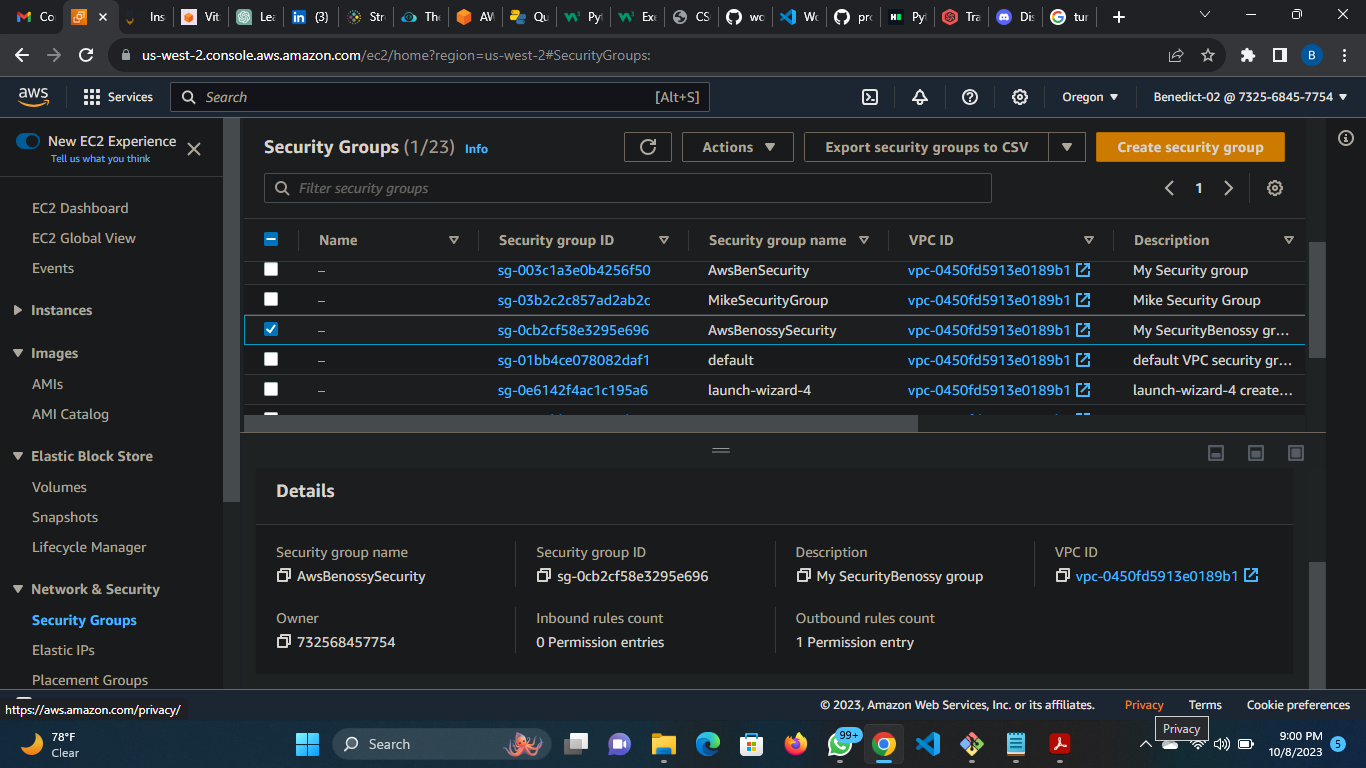 Co
Ins
Vit
Lea
(3)
Str
The
AV
Qu
Pyt
Exe
CS
wo
Wo
pro
Pyt
Tra
Dis
tur
us-west-2.console.aws.amazon.com/ec2/home?region=us-west-2#SecurityGroups:
B
aws
Services
Search
[Alt+S]
Oregon
Benedict-02 @ 7325-6845-7754
New EC2 Experience
Tell us what you think
EC2 Dashboard
EC2 Global View
Events
Instances
Images
AMIs
AMI Catalog
Elastic Block Store
Volumes
Snapshots
Lifecycle Manager
Network & Security
Security Groups
Elastic IPs
Placement Groups
Security Groups (1/23) Info
Actions
Export security groups to CSV
Create security group
Filter security groups
1
Name Security group ID Security group name VPC ID Description
– sg-003c1a3e0b4256f50 AwsBenSecurity vpc-0450fd5913e0189b1 My Security group
– sg-03b2c2c857ad2ab2c MikeSecurityGroup vpc-0450fd5913e0189b1 Mike Security Group
– sg-0cb2cf58e3295e696 AwsBenossySecurity vpc-0450fd5913e0189b1 My SecurityBenossy gr...
– sg-01bb4ce078082daf1 default vpc-0450fd5913e0189b1 default VPC security gr...
– sg-0e6142f4ac1c195a6 launch-wizard-4 vpc-0450fd5913e0189b1 launch-wizard-4 create...
Details
Security group name Security group ID Description VPC ID
AwsBenossySecurity sg-0cb2cf58e3295e696 My SecurityBenossy group vpc-0450fd5913e0189b1
Owner Inbound rules count Outbound rules count
732568457754 0 Permission entries 1 Permission entry
https://aws.amazon.com/privacy/
© 2023, Amazon Web Services, Inc. or its affiliates. Privacy Terms Cookie preferences
Privacy
78°F
Clear
Search
99+
9:00 PM
10/8/2023
5